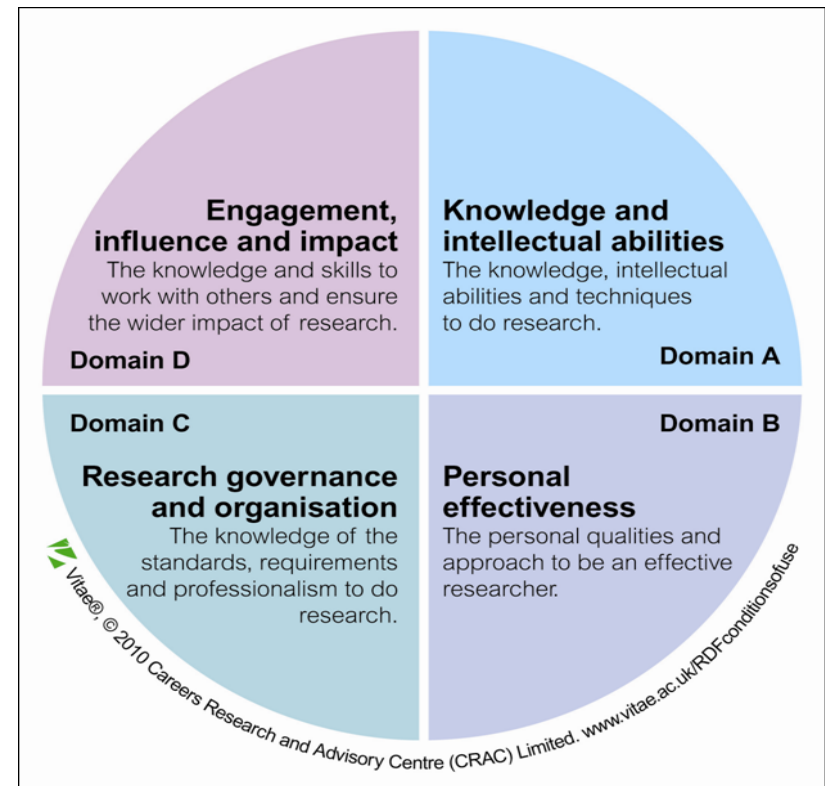 Engagement,
influence and impact
The knowledge and skills to
work with others and ensure
the wider impact of research.
Domain D
Knowledge and
intellectual abilities
The knowledge, intellectual
abilities and techniques
to do research.
Domain A
Domain C
Research governance
and organisation
The knowledge of the
standards, requirements
and professionalism to do
research.
Domain B
Personal
effectiveness
The personal qualities and
approach to be an effective
researcher.
Vitae®, © 2010 Careers Research and Advisory Centre (CRAC) Limited. www.vitae.ac.uk/RDFconditionsofuse